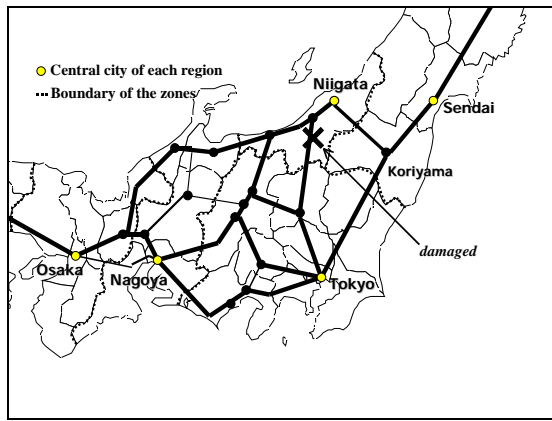 Central city of each region
Boundary of the zones
Niigata
Sendai
Koriyama
damaged
Osaka
Nagoya
Tokyo